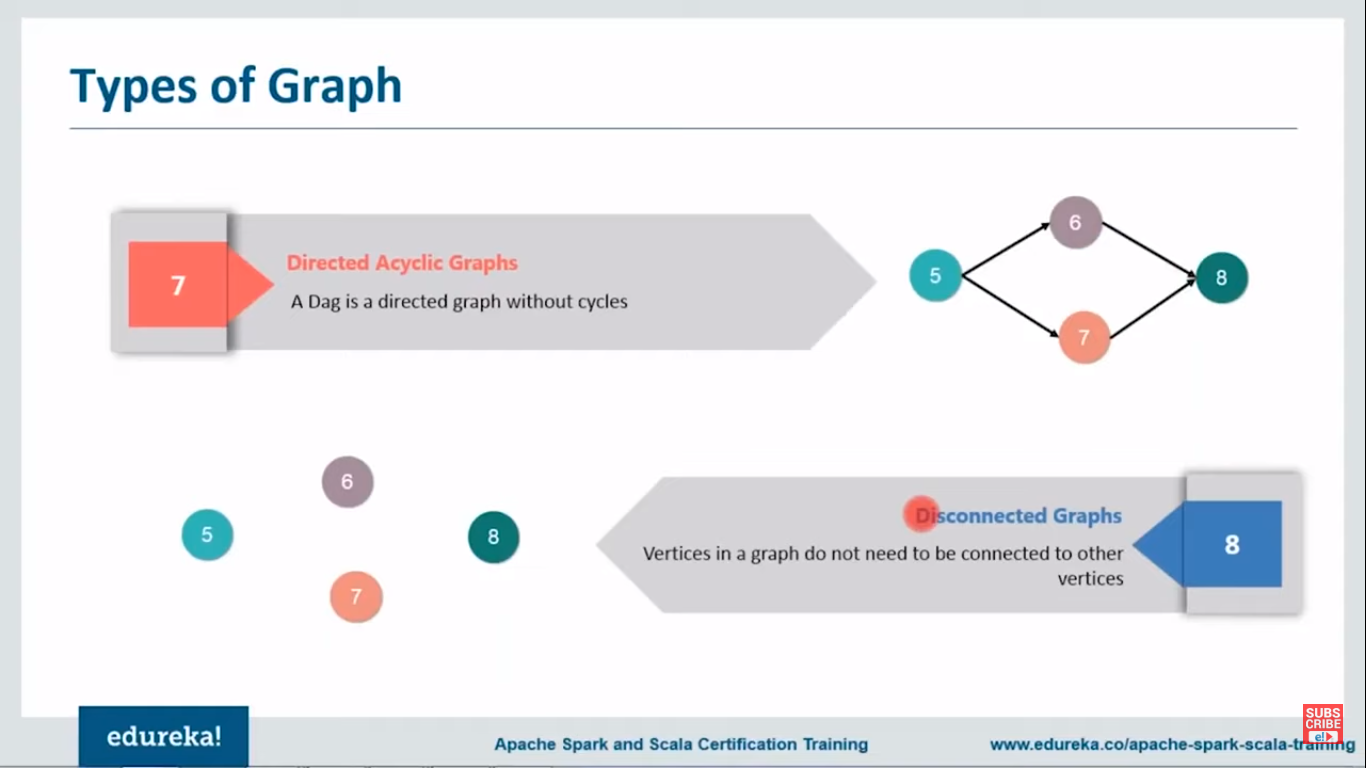 Types of Graph
7
Directed Acyclic Graphs
A Dag is a directed graph without cycles
5
6
7
8
5
6
7
8
Disconnected Graphs
Vertices in a graph do not need to be connected to other
vertices
8
edureka!
Apache Spark and Scala Certification Training
www.edureka.co/apache-spark-scala-training
SUBS
CRIBE
e!